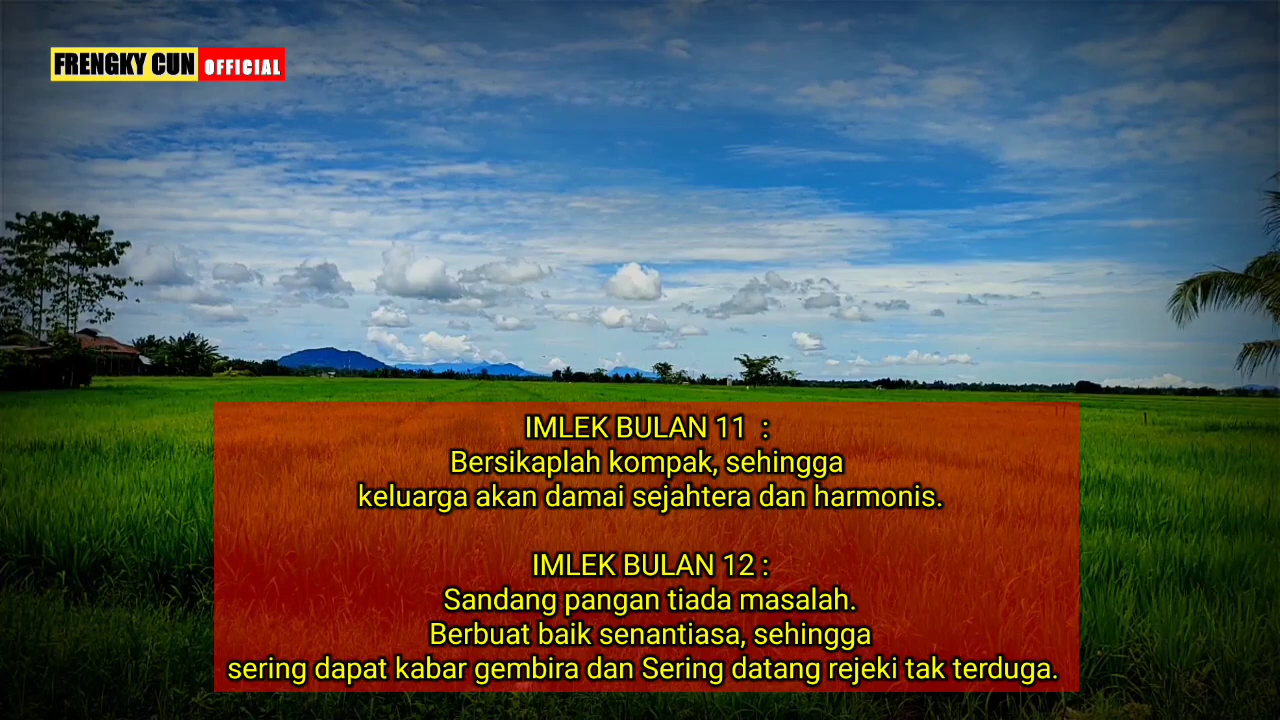 FRENGKY CUN OFFICIAL
IMLEK BULAN 11 :
Bersikaplah kompak, sehingga
keluarga akan damai sejahtera dan harmonis.
IMLEK BULAN 12 :
Sandang pangan tiada masalah.
Berbuat baik senantiasa, sehingga
sering dapat kabar gembira dan Sering datang rejeki tak terduga.